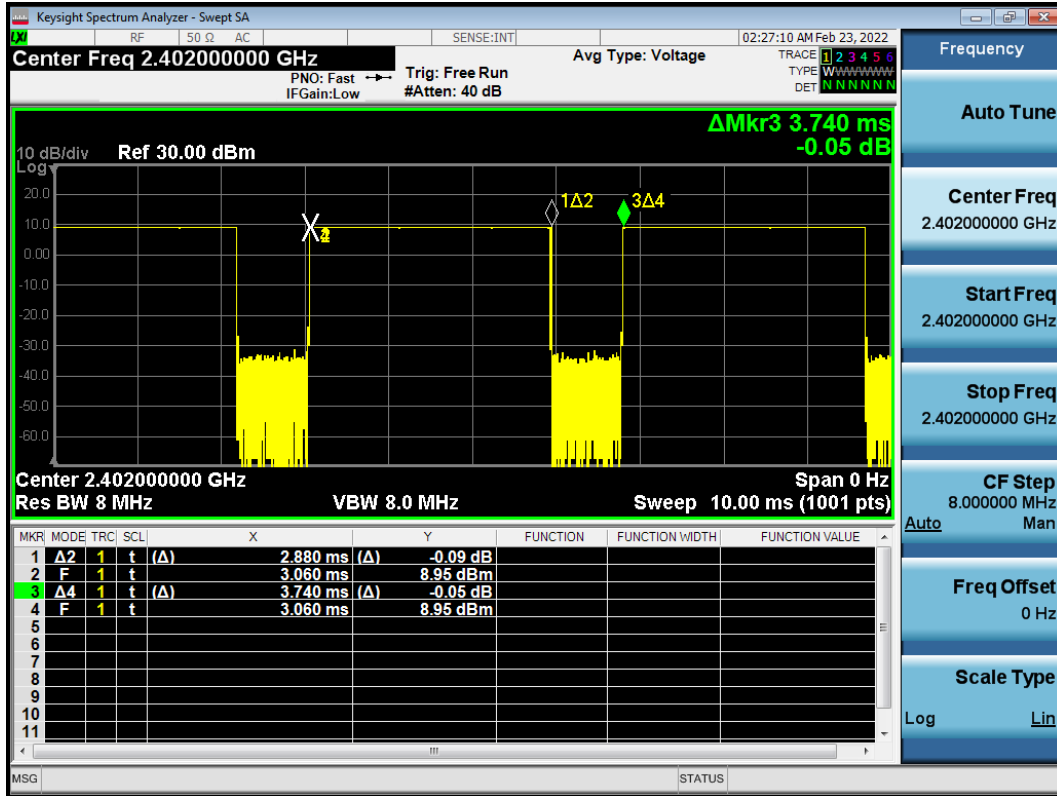 Keysight Spectrum Analyzer - Swept SA
LXI RF 50 Ω AC SENSE:INT 02:27:10 AM Feb 23, 2022
Center Freq 2.402000000 GHz
PNO: Fast
IFGain:Low
Trig: Free Run
#Atten: 40 dB
Avg Type: Voltage
TRACE 1 2 3 4 5 6
TYPE WWWWWW
DET N N N N N N
ΔMkr3 3.740 ms
-0.05 dB
10 dB/div Ref 30.00 dBm
Log
20.0
10.0
0.00
-10.0
-20.0
-30.0
-40.0
-50.0
-60.0
1Δ2
3Δ4
Center 2.402000000 GHz Span 0 Hz
Res BW 8 MHz VBW 8.0 MHz Sweep 10.00 ms (1001 pts)
MKR MODE TRC SCL X Y FUNCTION FUNCTION WIDTH FUNCTION VALUE
1 Δ2 1 t (Δ) 2.880 ms (Δ) -0.09 dB
2 F 1 t 3.060 ms 8.95 dBm
3 Δ4 1 t (Δ) 3.740 ms (Δ) -0.05 dB
4 F 1 t 3.060 ms 8.95 dBm
5
6
7
8
9
10
11
MSG STATUS
Frequency
Auto Tune
Center Freq
2.402000000 GHz
Start Freq
2.402000000 GHz
Stop Freq
2.402000000 GHz
CF Step
8.000000 MHz
Auto Man
Freq Offset
0 Hz
Scale Type
Log Lin